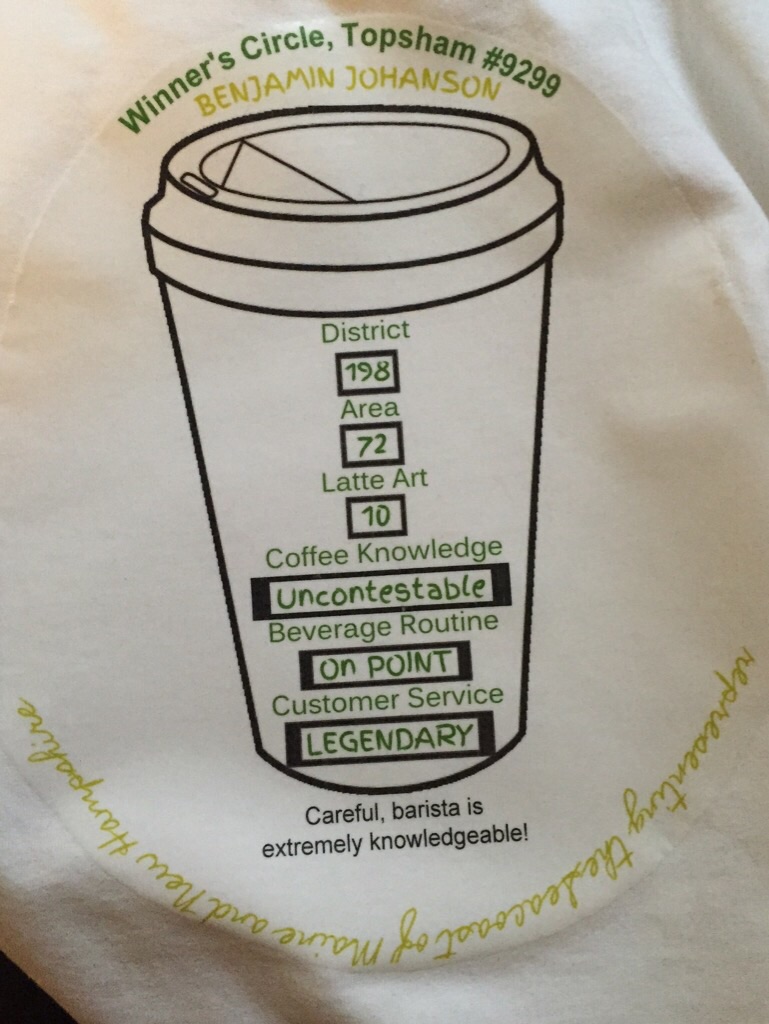 Winner's Circle, Topsham #9299
BENJAMIN JOHANSON
District
198
Area
72
Latte Art
10
Coffee Knowledge
Uncontestable
Beverage Routine
On POINT
Customer Service
LEGENDARY
Careful, barista is
extremely knowledgeable!
representing the Seacoast of Maine and New Hampshire